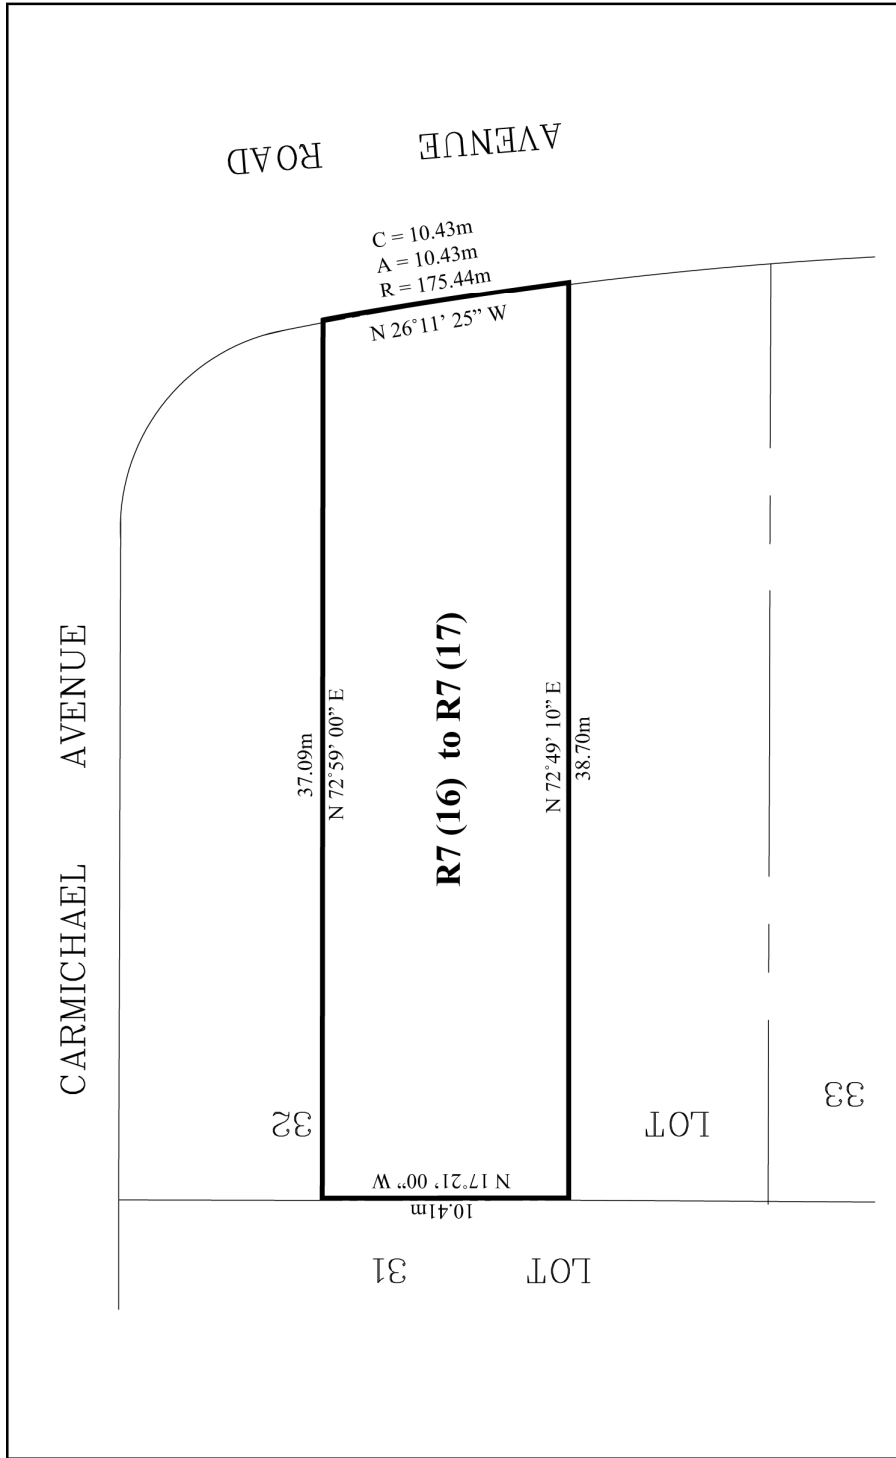 AVENUE ROAD
C = 10.43m
A = 10.43m
R = 175.44m
N 26°11’ 25” W
CARMICHAEL AVENUE
37.09m
N 72°59’ 00” E
R7 (16) to R7 (17)
N 72°49’ 10” E
38.70m
LOT 32
33
N 17°21’ 00” W
10.41m
LOT 31